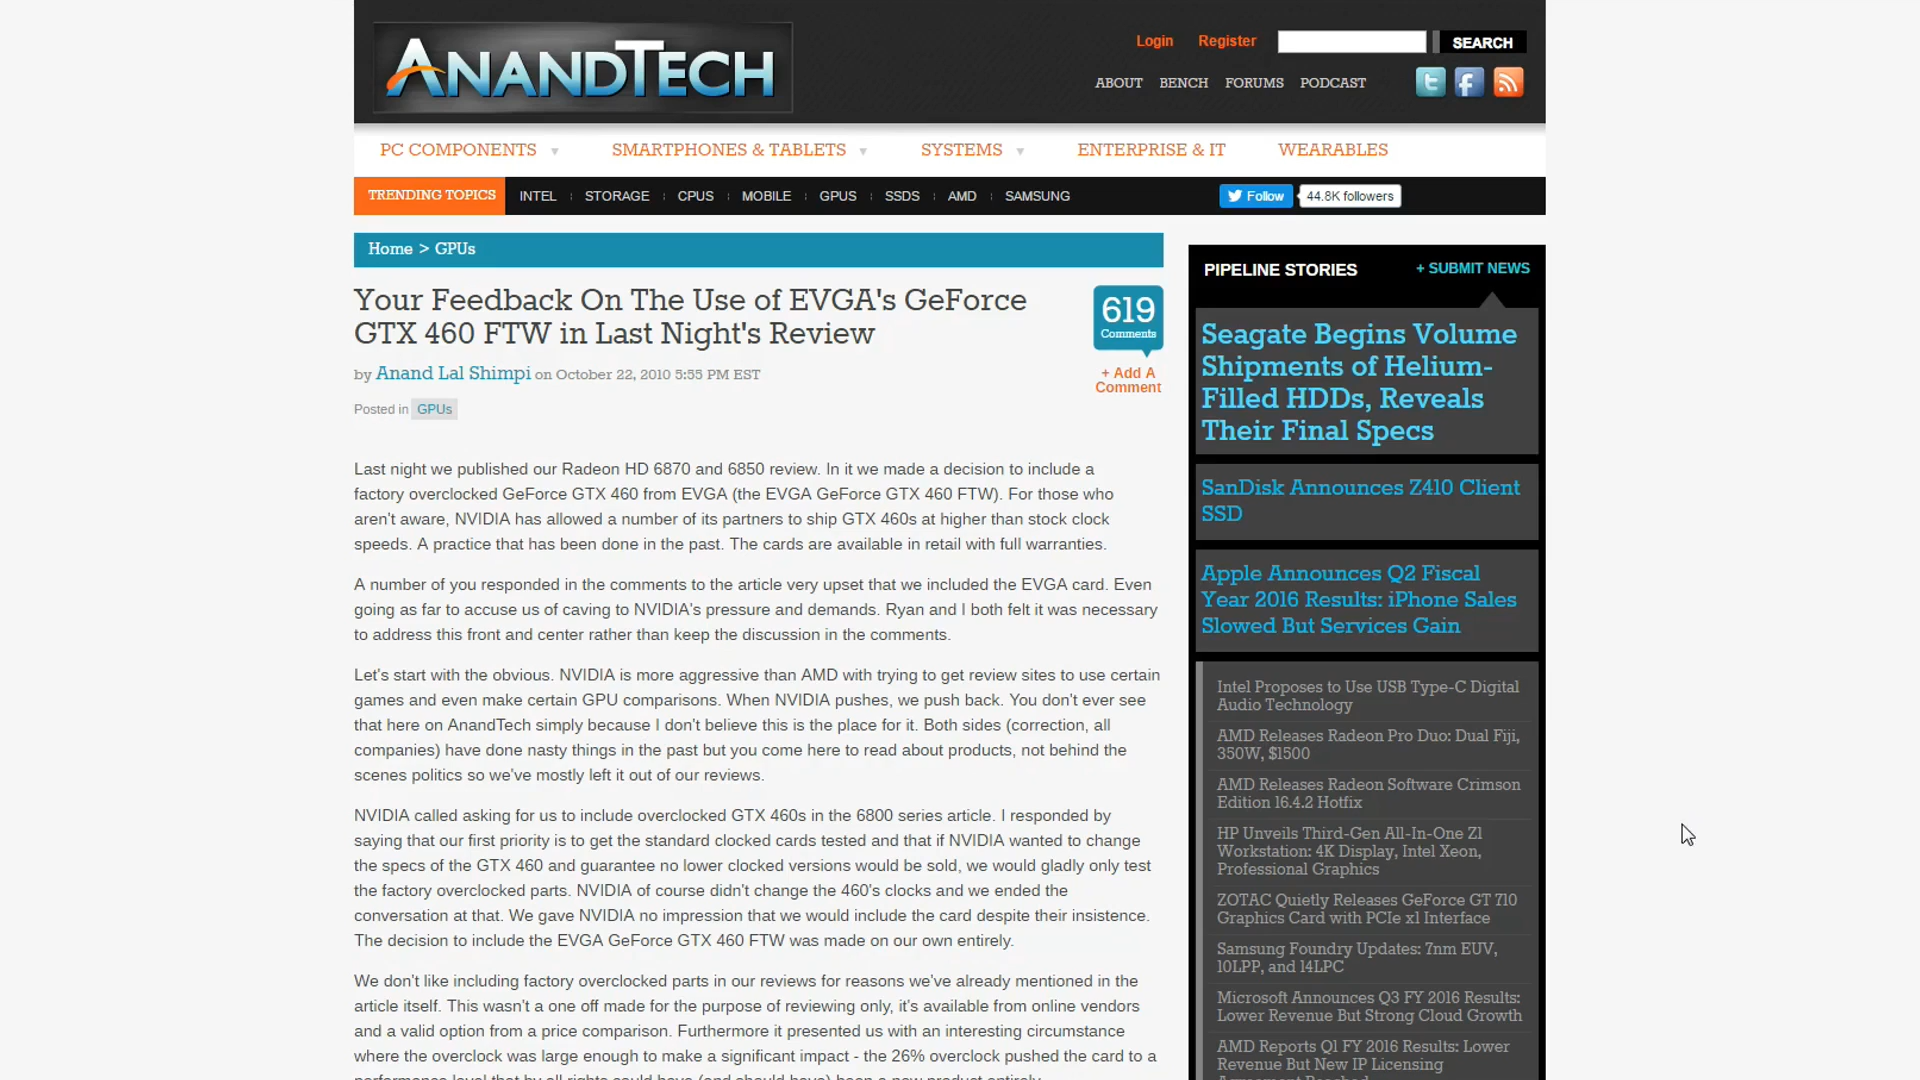 ANANDTECH
Login Register SEARCH
ABOUT BENCH FORUMS PODCAST
PC COMPONENTS SMARTPHONES & TABLETS SYSTEMS ENTERPRISE & IT WEARABLES
TRENDING TOPICS INTEL STORAGE CPUS MOBILE GPUS SSDS AMD SAMSUNG Follow 44.8K followers
Home > GPUs
Your Feedback On The Use of EVGA's GeForce
GTX 460 FTW in Last Night's Review
by Anand Lal Shimpi on October 22, 2010 5:55 PM EST
Posted in GPUs
619
Comments
+ Add A
Comment
Last night we published our Radeon HD 6870 and 6850 review. In it we made a decision to include a
factory overclocked GeForce GTX 460 from EVGA (the EVGA GeForce GTX 460 FTW). For those who
aren't aware, NVIDIA has allowed a number of its partners to ship GTX 460s at higher than stock clock
speeds. A practice that has been done in the past. The cards are available in retail with full warranties.
A number of you responded in the comments to the article very upset that we included the EVGA card. Even
going as far to accuse us of caving to NVIDIA's pressure and demands. Ryan and I both felt it was necessary
to address this front and center rather than keep the discussion in the comments.
Let's start with the obvious. NVIDIA is more aggressive than AMD with trying to get review sites to use certain
games and even make certain GPU comparisons. When NVIDIA pushes, we push back. You don't ever see
that here on AnandTech simply because I don't believe this is the place for it. Both sides (correction, all
companies) have done nasty things in the past but you come here to read about products, not behind the
scenes politics so we've mostly left it out of our reviews.
NVIDIA called asking for us to include overclocked GTX 460s in the 6800 series article. I responded by
saying that our first priority is to get the standard clocked cards tested and that if NVIDIA wanted to change
the specs of the GTX 460 and guarantee no lower clocked versions would be sold, we would gladly only test
the factory overclocked parts. NVIDIA of course didn't change the 460's clocks and we ended the
conversation at that. We gave NVIDIA no impression that we would include the card despite their insistence.
The decision to include the EVGA GeForce GTX 460 FTW was made on our own entirely.
We don't like including factory overclocked parts in our reviews for reasons we've already mentioned in the
article itself. This wasn't a one off made for the purpose of reviewing only, it's available from online vendors
and a valid option from a price comparison. Furthermore it presented us with an interesting circumstance
where the overclock was large enough to make a significant impact - the 26% overclock pushed the card to a
performance level that by all rights could have (and should have) been a new product entirely.
PIPELINE STORIES + SUBMIT NEWS
Seagate Begins Volume
Shipments of Helium-
Filled HDDs, Reveals
Their Final Specs
SanDisk Announces Z410 Client
SSD
Apple Announces Q2 Fiscal
Year 2016 Results: iPhone Sales
Slowed But Services Gain
Intel Proposes to Use USB Type-C Digital
Audio Technology
AMD Releases Radeon Pro Duo: Dual Fiji,
350W, $1500
AMD Releases Radeon Software Crimson
Edition 16.4.2 Hotfix
HP Unveils Third-Gen All-In-One Z1
Workstation: 4K Display, Intel Xeon,
Professional Graphics
ZOTAC Quietly Releases GeForce GT 710
Graphics Card with PCIe x1 Interface
Samsung Foundry Updates: 7nm EUV,
10LPP, and 14LPC
Microsoft Announces Q3 FY 2016 Results:
Lower Revenue But Strong Cloud Growth
AMD Reports Q1 FY 2016 Results: Lower
Revenue But New IP Licensing
Agreement Reached